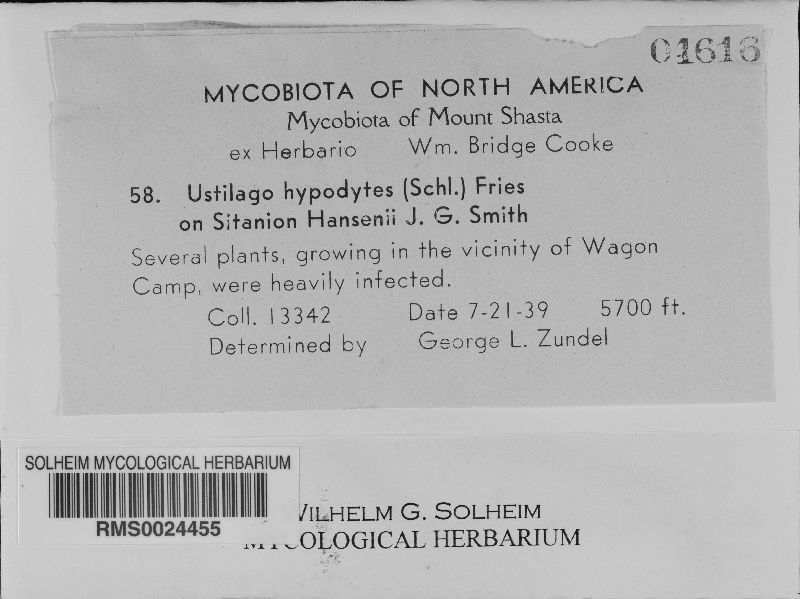 01616
MYCOBIOTA OF NORTH AMERICA
Mycobiota of Mount Shasta
ex Herbario Wm. Bridge Cooke
58. Ustilago hypodytes (Schl.) Fries
on Sitanion Hansenii J. G. Smith
Several plants, growing in the vicinity of Wagon
Camp, were heavily infected.
Coll. 13342 Date 7-21-39 5700 ft.
Determined by George L. Zundel
SOLHEIM MYCOLOGICAL HERBARIUM
RMS0024455
WILHELM G. SOLHEIM
MYCOLOGICAL HERBARIUM